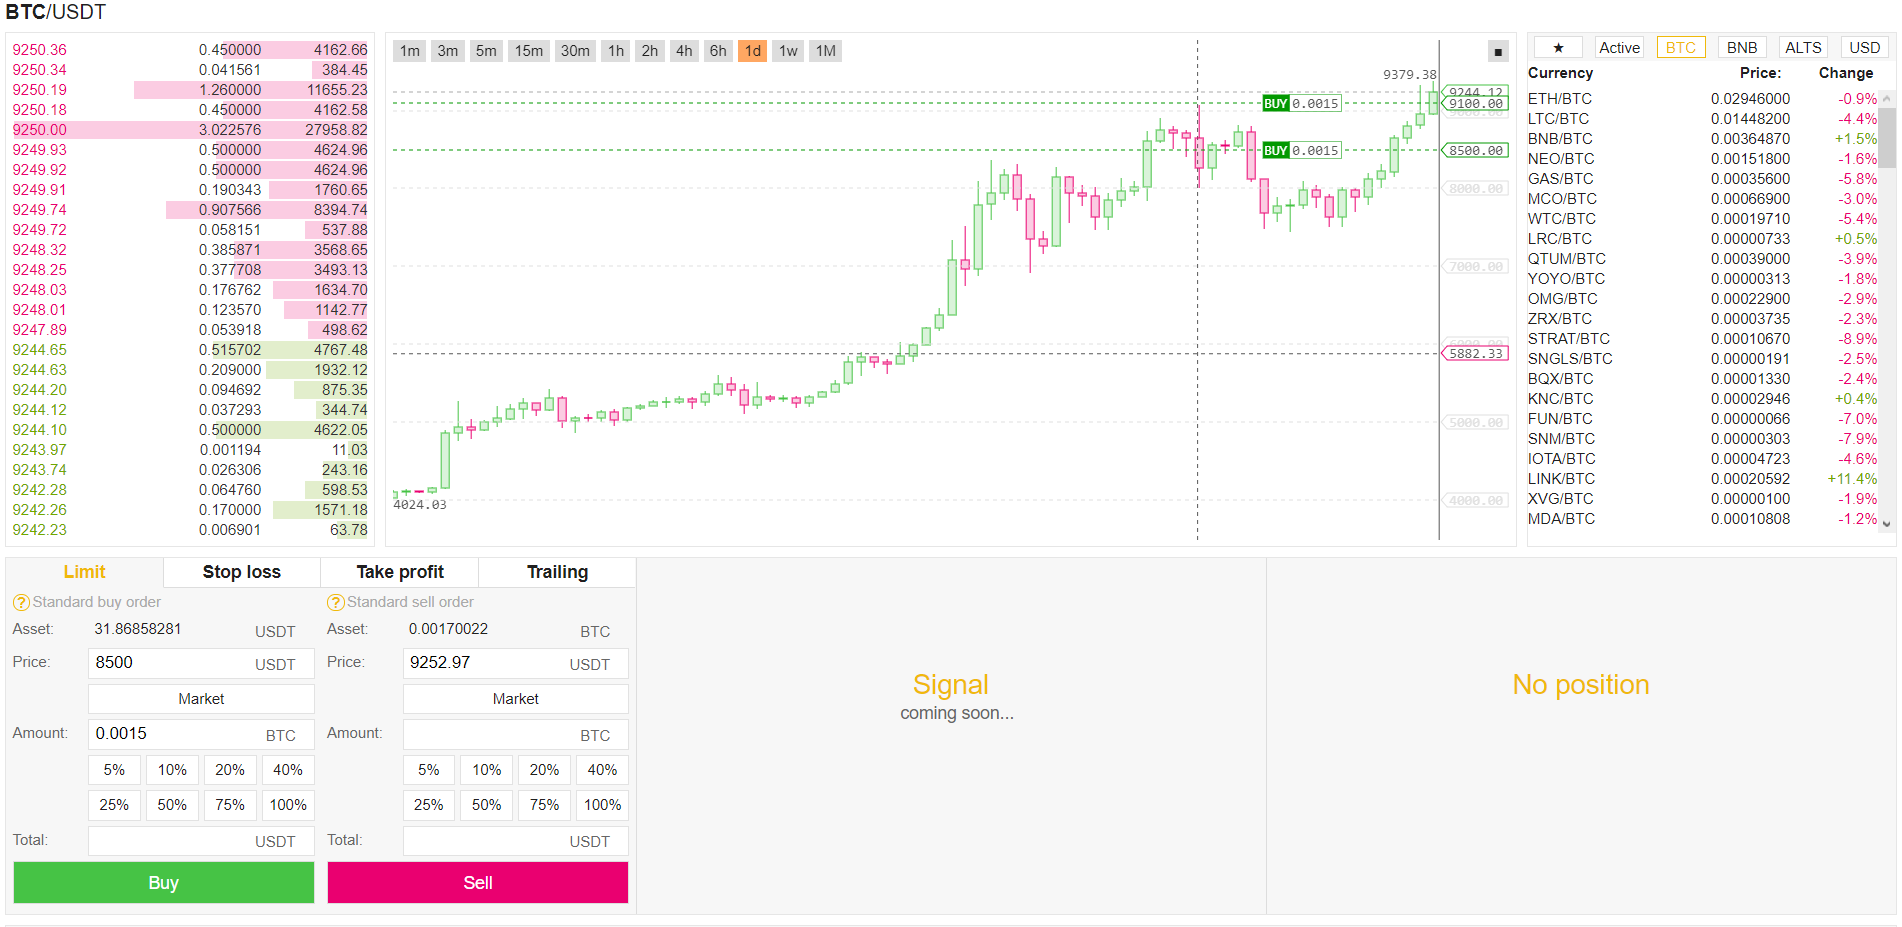 BTC/USDT
9250.36 0.450000 4162.66
9250.34 0.041561 384.45
9250.19 1.260000 11655.23
9250.18 0.450000 4162.58
9250.00 3.022576 27958.82
9249.93 0.500000 4624.96
9249.92 0.500000 4624.96
9249.91 0.190343 1760.65
9249.74 0.907566 8394.74
9249.72 0.058151 537.88
9248.32 0.385871 3568.65
9248.25 0.377708 3493.13
9248.03 0.176762 1634.70
9248.01 0.123570 1142.77
9247.89 0.053918 498.62
9244.65 0.515702 4767.48
9244.63 0.209000 1932.12
9244.20 0.094692 875.35
9244.12 0.037293 344.74
9244.10 0.500000 4622.05
9243.97 0.001194 11.03
9243.74 0.026306 243.16
9242.28 0.064760 598.53
9242.26 0.170000 1571.18
9242.23 0.006901 63.78
1m 3m 5m 15m 30m 1h 2h 4h 6h 1d 1w 1M
9379.38
9244.12
BUY 0.0015 9100.00
9000.00
BUY 0.0015 8500.00
8000.00
7000.00
6000.00
5882.33
5000.00
4000.00
4024.03
★ Active BTC BNB ALTS USD
Currency Price: Change
ETH/BTC 0.02946000 -0.9%
LTC/BTC 0.01448200 -4.4%
BNB/BTC 0.00364870 +1.5%
NEO/BTC 0.00151800 -1.6%
GAS/BTC 0.00035600 -5.8%
MCO/BTC 0.00066900 -3.0%
WTC/BTC 0.00019710 -5.4%
LRC/BTC 0.00000733 +0.5%
QTUM/BTC 0.00039000 -3.9%
YOYO/BTC 0.00000313 -1.8%
OMG/BTC 0.00022900 -2.9%
ZRX/BTC 0.00003735 -2.3%
STRAT/BTC 0.00010670 -8.9%
SNGLS/BTC 0.00000191 -2.5%
BQX/BTC 0.00001330 -2.4%
KNC/BTC 0.00002946 +0.4%
FUN/BTC 0.00000066 -7.0%
SNM/BTC 0.00000303 -7.9%
IOTA/BTC 0.00004723 -4.6%
LINK/BTC 0.00020592 +11.4%
XVG/BTC 0.00000100 -1.9%
MDA/BTC 0.00010808 -1.2%
Limit Stop loss Take profit Trailing
? Standard buy order
Asset: 31.86858281 USDT
Price: 8500 USDT
Market
Amount: 0.0015 BTC
5% 10% 20% 40%
25% 50% 75% 100%
Total: USDT
Buy
? Standard sell order
Asset: 0.00170022 BTC
Price: 9252.97 USDT
Market
Amount: BTC
5% 10% 20% 40%
25% 50% 75% 100%
Total: USDT
Sell
Signal
coming soon...
No position